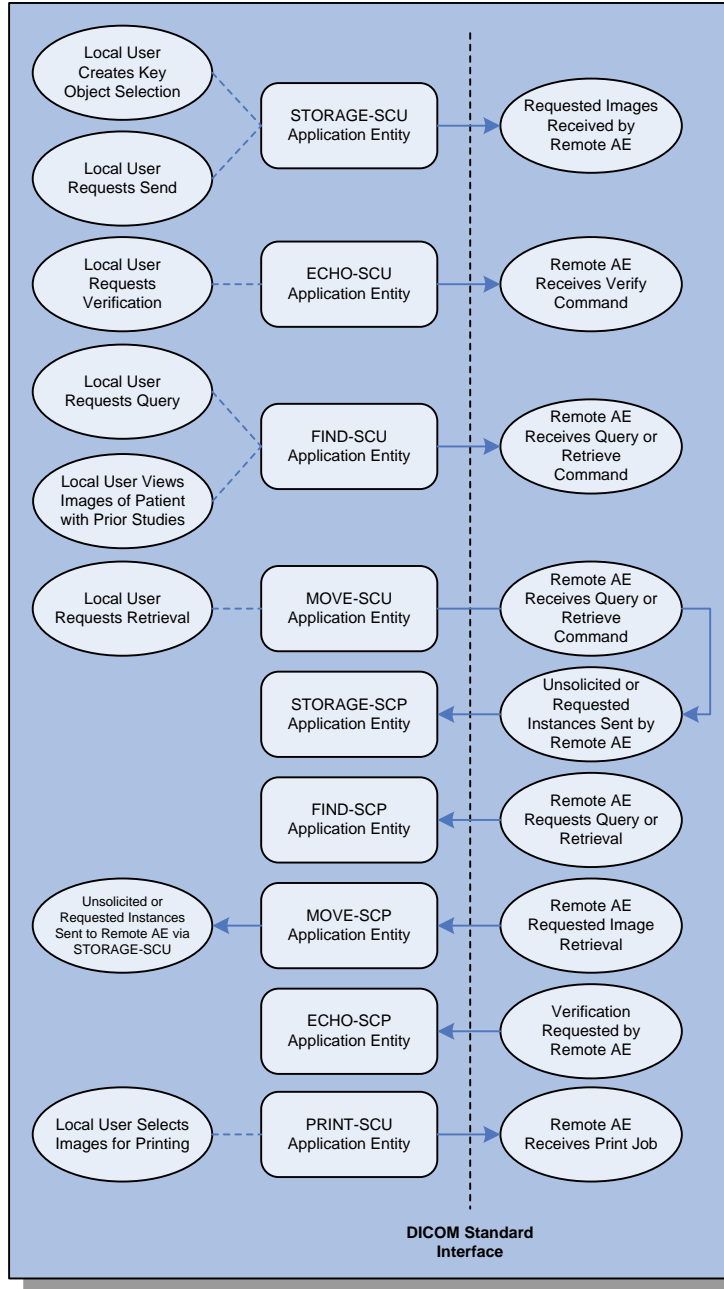 Local User
Creates Key
Object Selection
STORAGE-SCU
Application Entity
Requested Images
Received by
Remote AE
Local User
Requests Send
Local User
Requests
Verification
ECHO-SCU
Application Entity
Remote AE
Receives Verify
Command
Local User
Requests Query
FIND-SCU
Application Entity
Remote AE
Receives Query or
Retrieve
Command
Local User Views
Images of Patient
with Prior Studies
Local User
Requests Retrieval
MOVE-SCU
Application Entity
Remote AE
Receives Query or
Retrieve
Command
STORAGE-SCP
Application Entity
Unsolicited or
Requested
Instances Sent by
Remote AE
FIND-SCP
Application Entity
Remote AE
Requests Query or
Retrieval
Unsolicited or
Requested Instances
Sent to Remote AE via
STORAGE-SCU
MOVE-SCP
Application Entity
Remote AE
Requested Image
Retrieval
ECHO-SCP
Application Entity
Verification
Requested by
Remote AE
Local User Selects
Images for Printing
PRINT-SCU
Application Entity
Remote AE
Receives Print Job
DICOM Standard
Interface